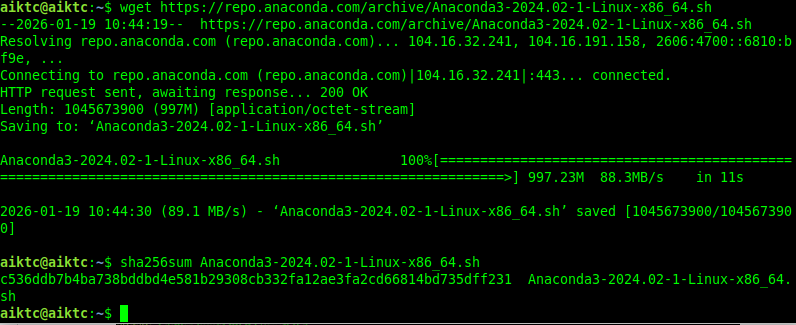 aiktc@aiktc:~$ wget https://repo.anaconda.com/archive/Anaconda3-2024.02-1-Linux-x86_64.sh
--2026-01-19 10:44:19--  https://repo.anaconda.com/archive/Anaconda3-2024.02-1-Linux-x86_64.sh
Resolving repo.anaconda.com (repo.anaconda.com)... 104.16.32.241, 104.16.191.158, 2606:4700::6810:b
f9e, ...
Connecting to repo.anaconda.com (repo.anaconda.com)|104.16.32.241|:443... connected.
HTTP request sent, awaiting response... 200 OK
Length: 1045673900 (997M) [application/octet-stream]
Saving to: ‘Anaconda3-2024.02-1-Linux-x86_64.sh’
Anaconda3-2024.02-1-Linux-x86_64.sh               100%[============================================
===============================================================>] 997.23M  88.3MB/s    in 11s
2026-01-19 10:44:30 (89.1 MB/s) - ‘Anaconda3-2024.02-1-Linux-x86_64.sh’ saved [1045673900/104567390
0]
aiktc@aiktc:~$ sha256sum Anaconda3-2024.02-1-Linux-x86_64.sh
c536ddb7b4ba738bddbd4e581b29308cb332fa12ae3fa2cd66814bd735dff231  Anaconda3-2024.02-1-Linux-x86_64.
sh
aiktc@aiktc:~$